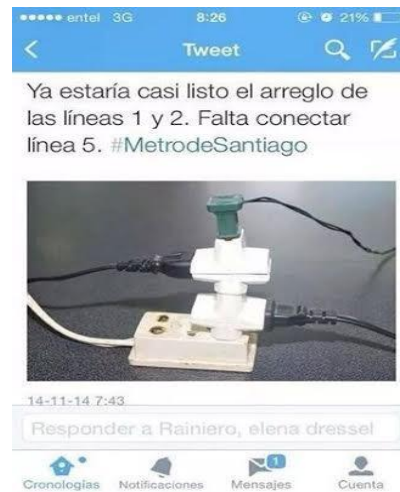 entel 3G 8:26 21%
Tweet
Ya estaría casi listo el arreglo de
las líneas 1 y 2. Falta conectar
línea 5. #MetrodeSantiago
14-11-14 7:43
Responder a Rainiero, elena dressel
1
Cronologías Notificaciones Mensajes Cuenta